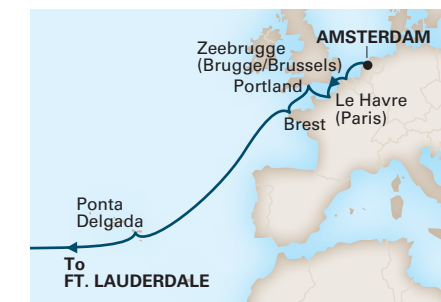 AMSTERDAM
Zeebrugge
(Brugge/Brussels)
Portland
Le Havre
(Paris)
Brest
Ponta
Delgada
To
FT. LAUDERDALE